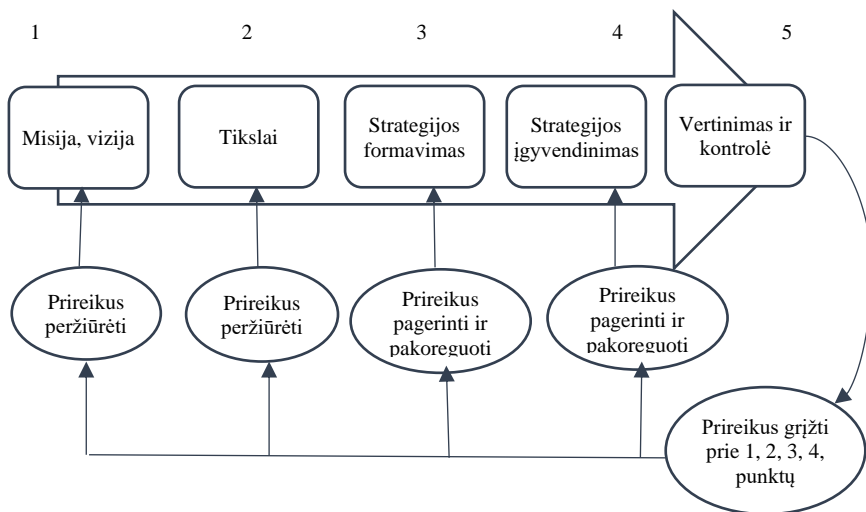 1
2
3
4
5
Misija, vizija
Tikslai
Strategijos
formavimas
Strategijos
įgyvendinimas
Vertinimas ir
kontrolė
Prireikus
peržiūrėti
Prireikus
peržiūrėti
Prireikus
pagerinti ir
pakoreguoti
Prireikus
pagerinti ir
pakoreguoti
Prireikus grįžti
prie 1, 2, 3, 4,
punktų